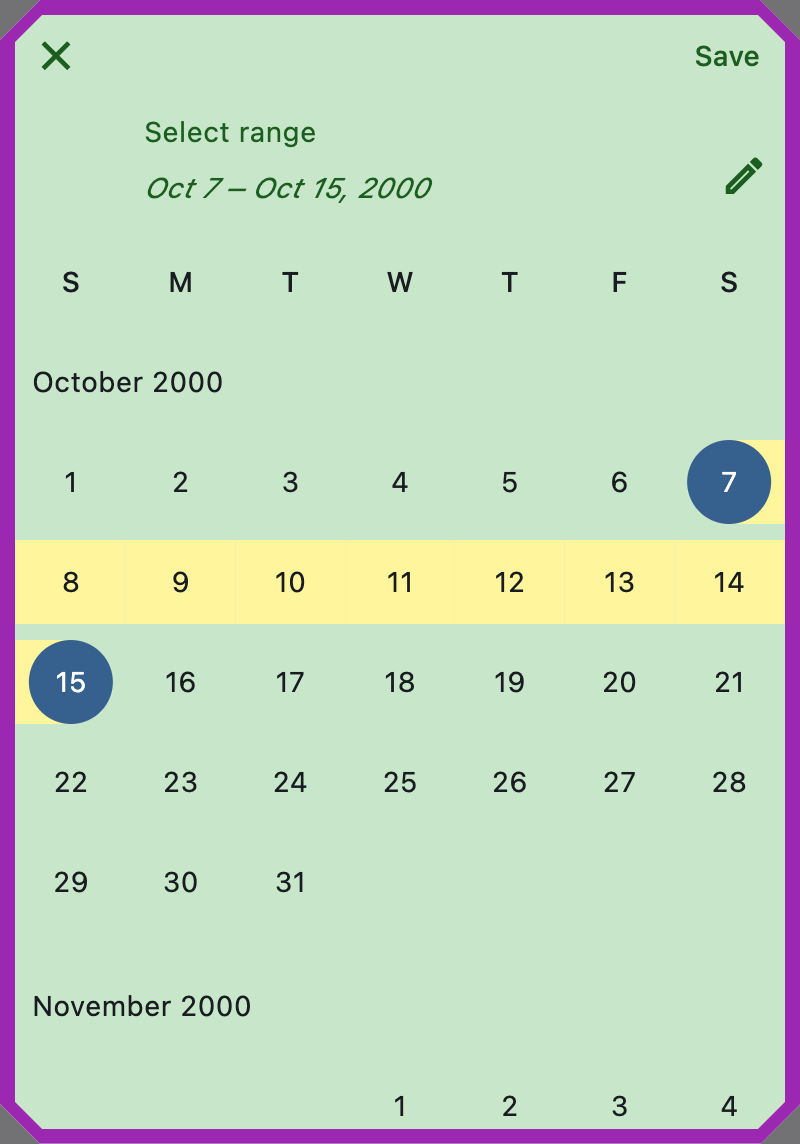 Save
Select range
Oct 7 – Oct 15, 2000
S M T W T F S
October 2000
1 2 3 4 5 6 7
8 9 10 11 12 13 14
15 16 17 18 19 20 21
22 23 24 25 26 27 28
29 30 31
November 2000
1 2 3 4